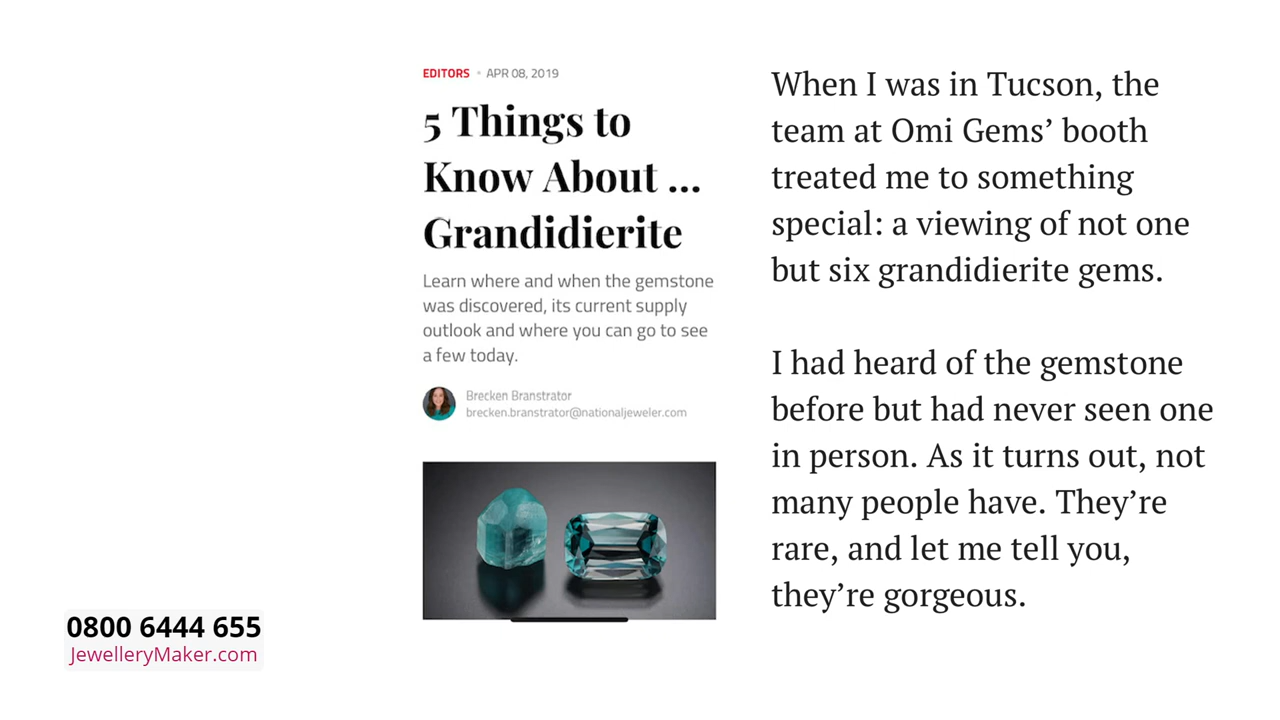 EDITORS • APR 08, 2019
5 Things to
Know About ...
Grandidierite
Learn where and when the gemstone
was discovered, its current supply
outlook and where you can go to see
a few today.
Brecken Branstrator
brecken.branstrator@nationaljeweler.com
When I was in Tucson, the
team at Omi Gems’ booth
treated me to something
special: a viewing of not one
but six grandidierite gems.
I had heard of the gemstone
before but had never seen one
in person. As it turns out, not
many people have. They’re
rare, and let me tell you,
they’re gorgeous.
0800 6444 655
JewelleryMaker.com